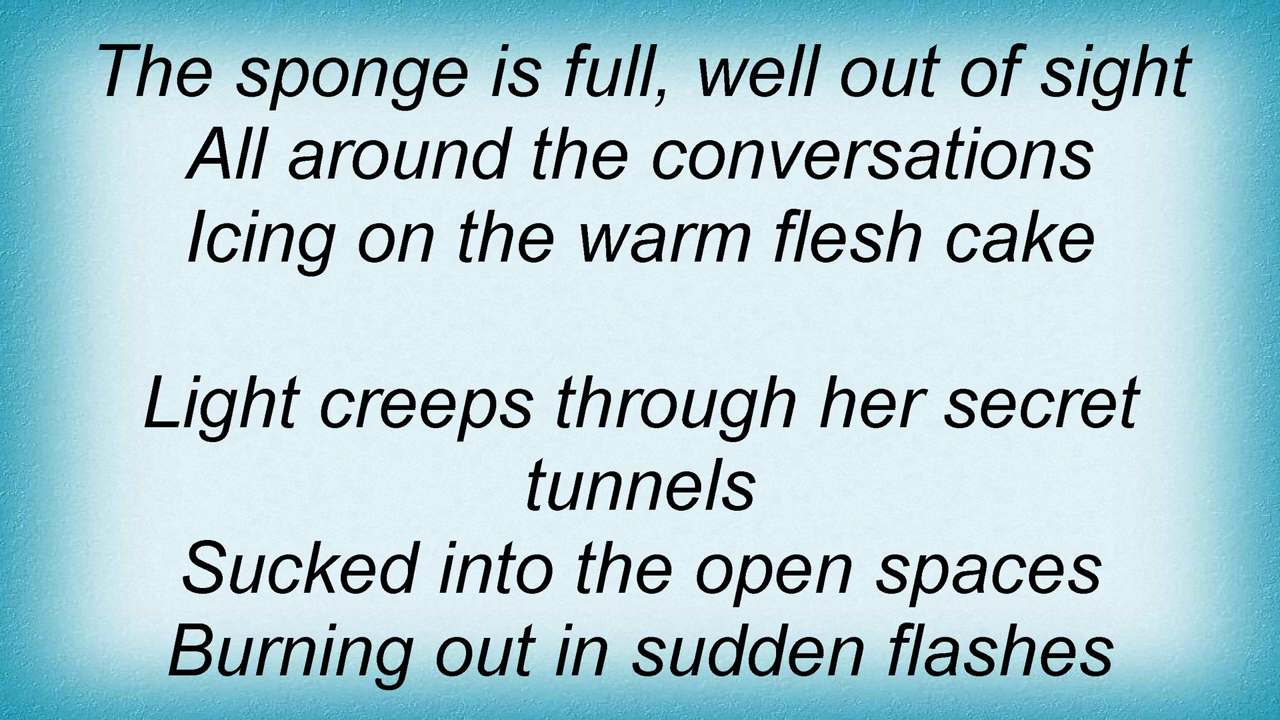 The sponge is full, well out of sight
All around the conversations
Icing on the warm flesh cake
Light creeps through her secret
tunnels
Sucked into the open spaces
Burning out in sudden flashes